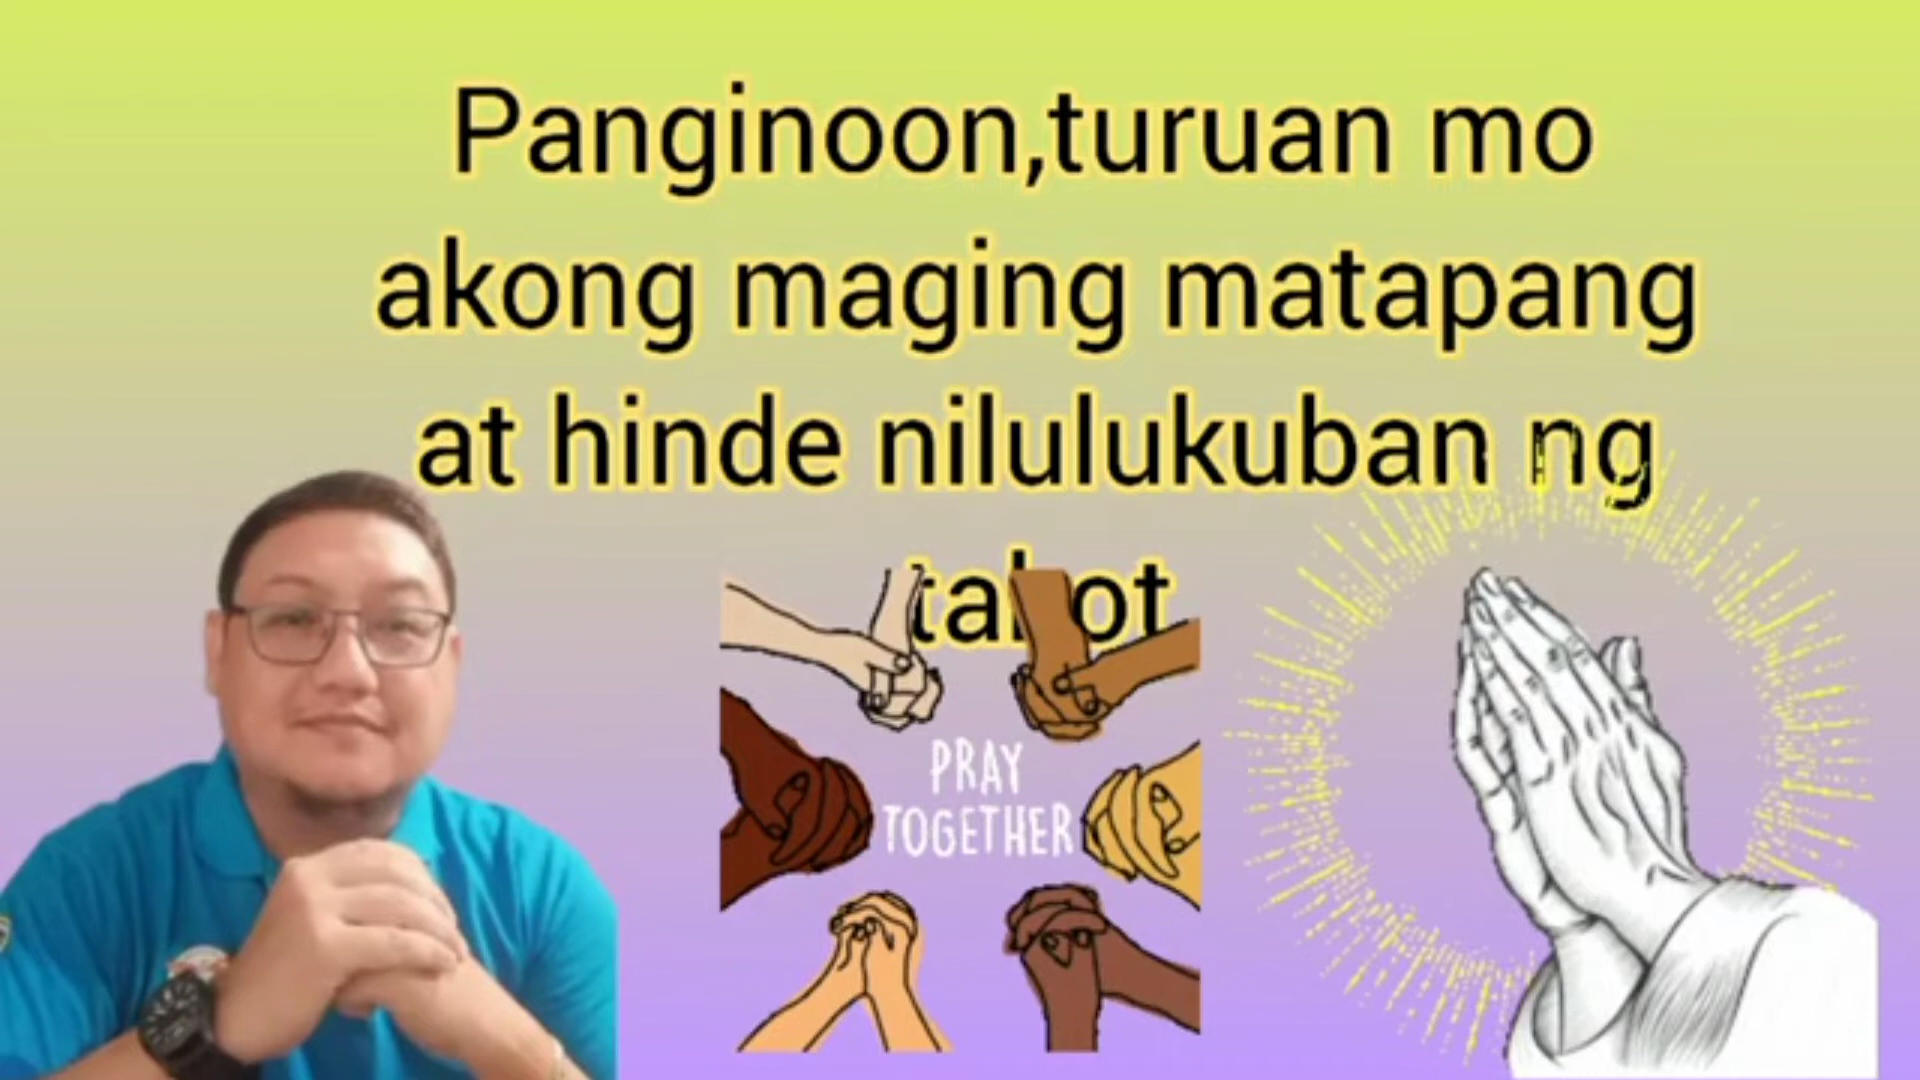 Panginoon,turuan mo
akong maging matapang
at hinde nilulukuban ng
PRAY
TOGETHER